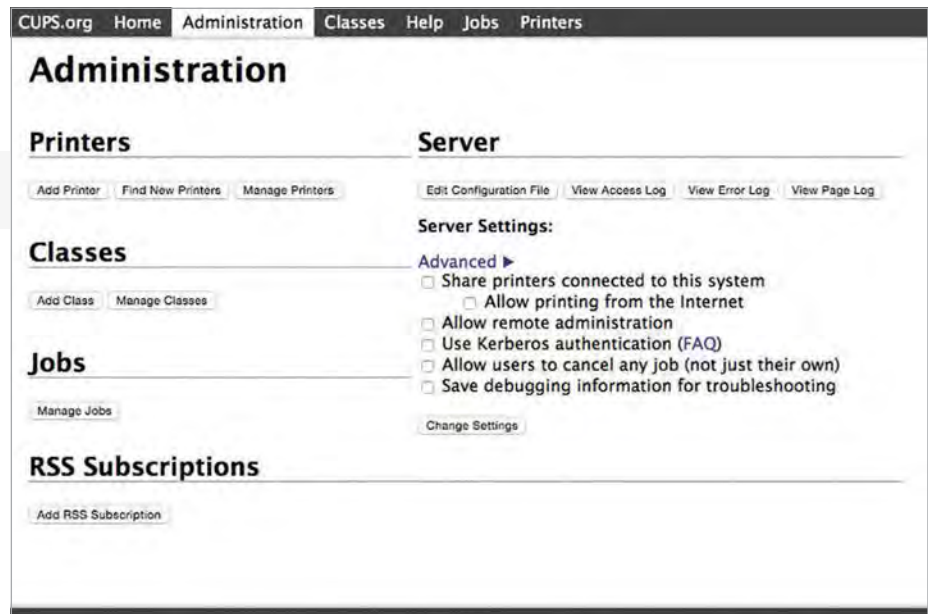 CUPS.org Home Administration Classes Help Jobs Printers
Administration
Printers
Add Printer Find New Printers Manage Printers
Classes
Add Class Manage Classes
Jobs
Manage Jobs
Server
Edit Configuration File View Access Log View Error Log View Page Log
Server Settings:
Advanced ▶
Share printers connected to this system
Allow printing from the Internet
Allow remote administration
Use Kerberos authentication (FAQ)
Allow users to cancel any job (not just their own)
Save debugging information for troubleshooting
Change Settings
RSS Subscriptions
Add RSS Subscription